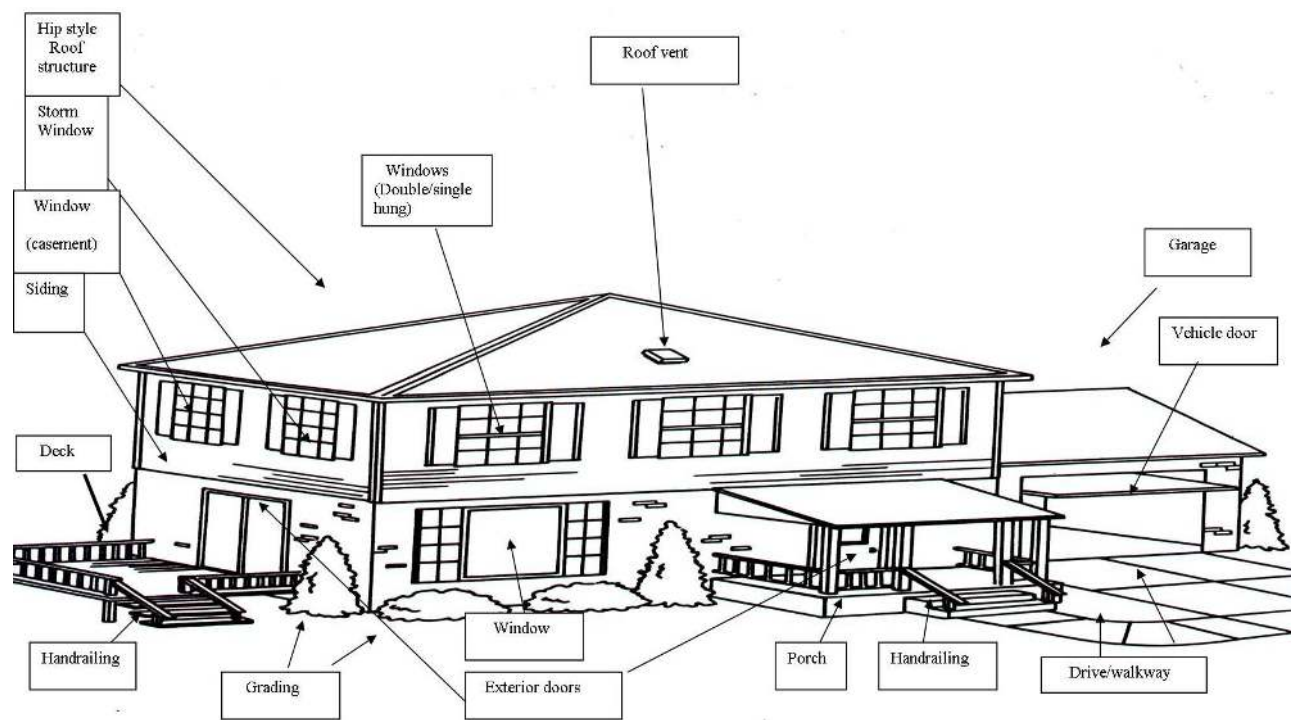 Hip style
Roof
structure
Roof vent
Storm
Window
Windows
(Double/single
hung)
Window
(casement)
Garage
Siding
Vehicle door
Deck
Window
Handrailing
Grading
Exterior doors
Porch
Handrailing
Drive/walkway